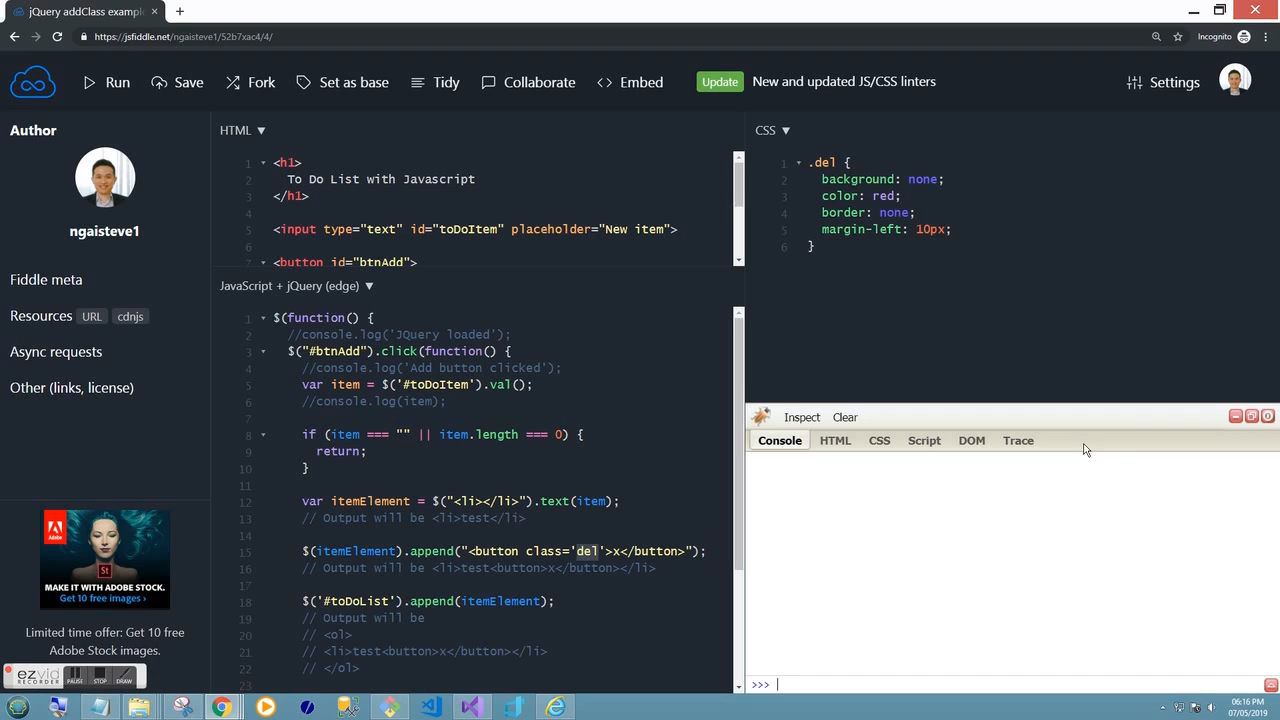 jQuery addClass example
https://jsfiddle.net/ngaisteve1/52b7xac4/4/
Incognito
Run
Save
Fork
Set as base
Tidy
Collaborate
Embed
Update
New and updated JS/CSS linters
Settings
Author
ngaisteve1
Fiddle meta
Resources URL cdnjs
Async requests
Other (links, license)
Adobe
St
MAKE IT WITH ADOBE STOCK.
Get 10 free images ›
Limited time offer: Get 10 free
Adobe Stock images.
ezvid
RECORDER
PAUSE
STOP
DRAW
HTML ▼
1 <h1>
2 To Do List with Javascript
3 </h1>
4
5 <input type="text" id="toDoItem" placeholder="New item">
6
7 <button id="btnAdd">
JavaScript + jQuery (edge) ▼
1 $(function() {
2 //console.log('JQuery loaded');
3 $("#btnAdd").click(function() {
4 //console.log('Add button clicked');
5 var item = $('#toDoItem').val();
6 //console.log(item);
7
8 if (item === "" || item.length === 0) {
9 return;
10 }
11
12 var itemElement = $("<li></li>").text(item);
13 // Output will be <li>test</li>
14
15 $(itemElement).append("<button class='del'>x</button>");
16 // Output will be <li>test<button>x</button></li>
17
18 $('#toDoList').append(itemElement);
19 // Output will be
20 // <ol>
21 // <li>test<button>x</button></li>
22 // </ol>
23
CSS ▼
1 .del {
2 background: none;
3 color: red;
4 border: none;
5 margin-left: 10px;
6 }
Inspect Clear
Console HTML CSS Script DOM Trace
>>>
06:16 PM
07/05/2019